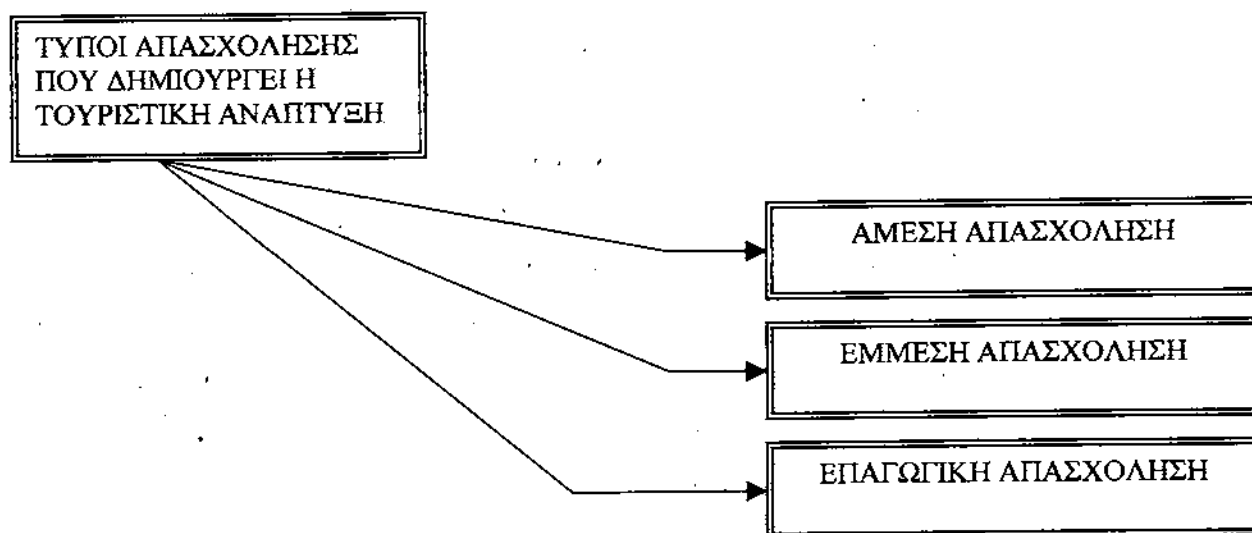 ΤΥΠΟΙ ΑΠΑΣΧΟΛΗΣΗΣ
ΠΟΥ ΔΗΜΙΟΥΡΓΕΙ Η
ΤΟΥΡΙΣΤΙΚΗ ΑΝΑΠΤΥΞΗ
ΑΜΕΣΗ ΑΠΑΣΧΟΛΗΣΗ
ΕΜΜΕΣΗ ΑΠΑΣΧΟΛΗΣΗ
ΕΠΑΓΩΓΙΚΗ ΑΠΑΣΧΟΛΗΣΗ